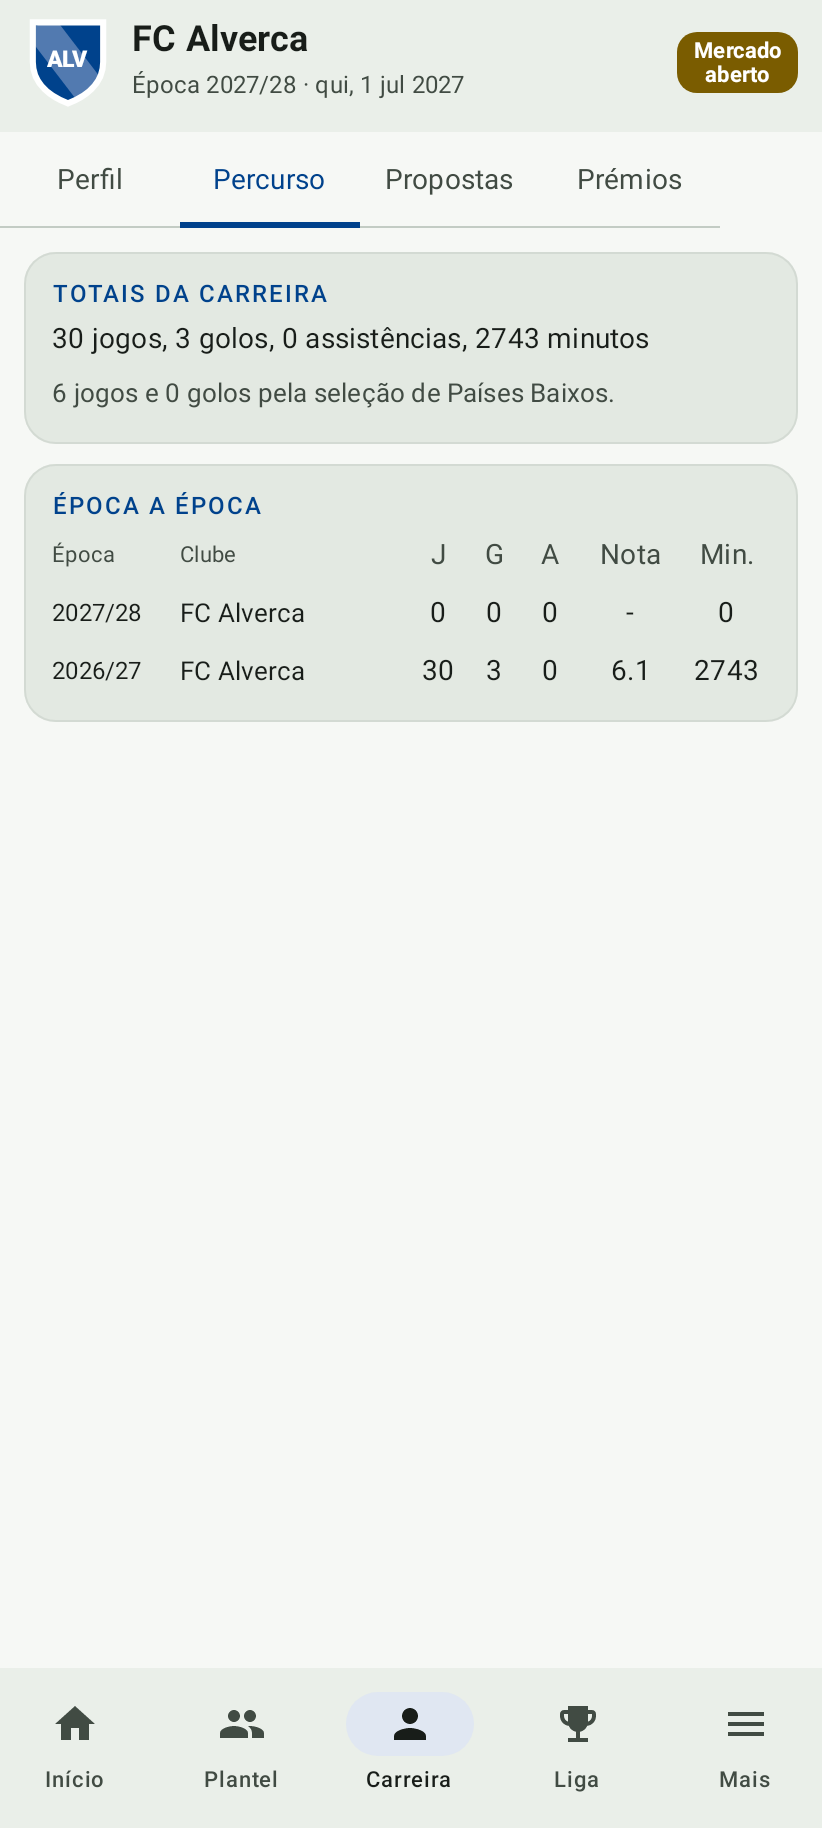 ALV
FC Alverca
Época 2027/28 · qui, 1 jul 2027
Mercado
aberto
Perfil Percurso Propostas Prémios
TOTAIS DA CARREIRA
30 jogos, 3 golos, 0 assistências, 2743 minutos
6 jogos e 0 golos pela seleção de Países Baixos.
ÉPOCA A ÉPOCA
Época Clube J G A Nota Min.
2027/28 FC Alverca 0 0 0 - 0
2026/27 FC Alverca 30 3 0 6.1 2743
Início Plantel Carreira Liga Mais